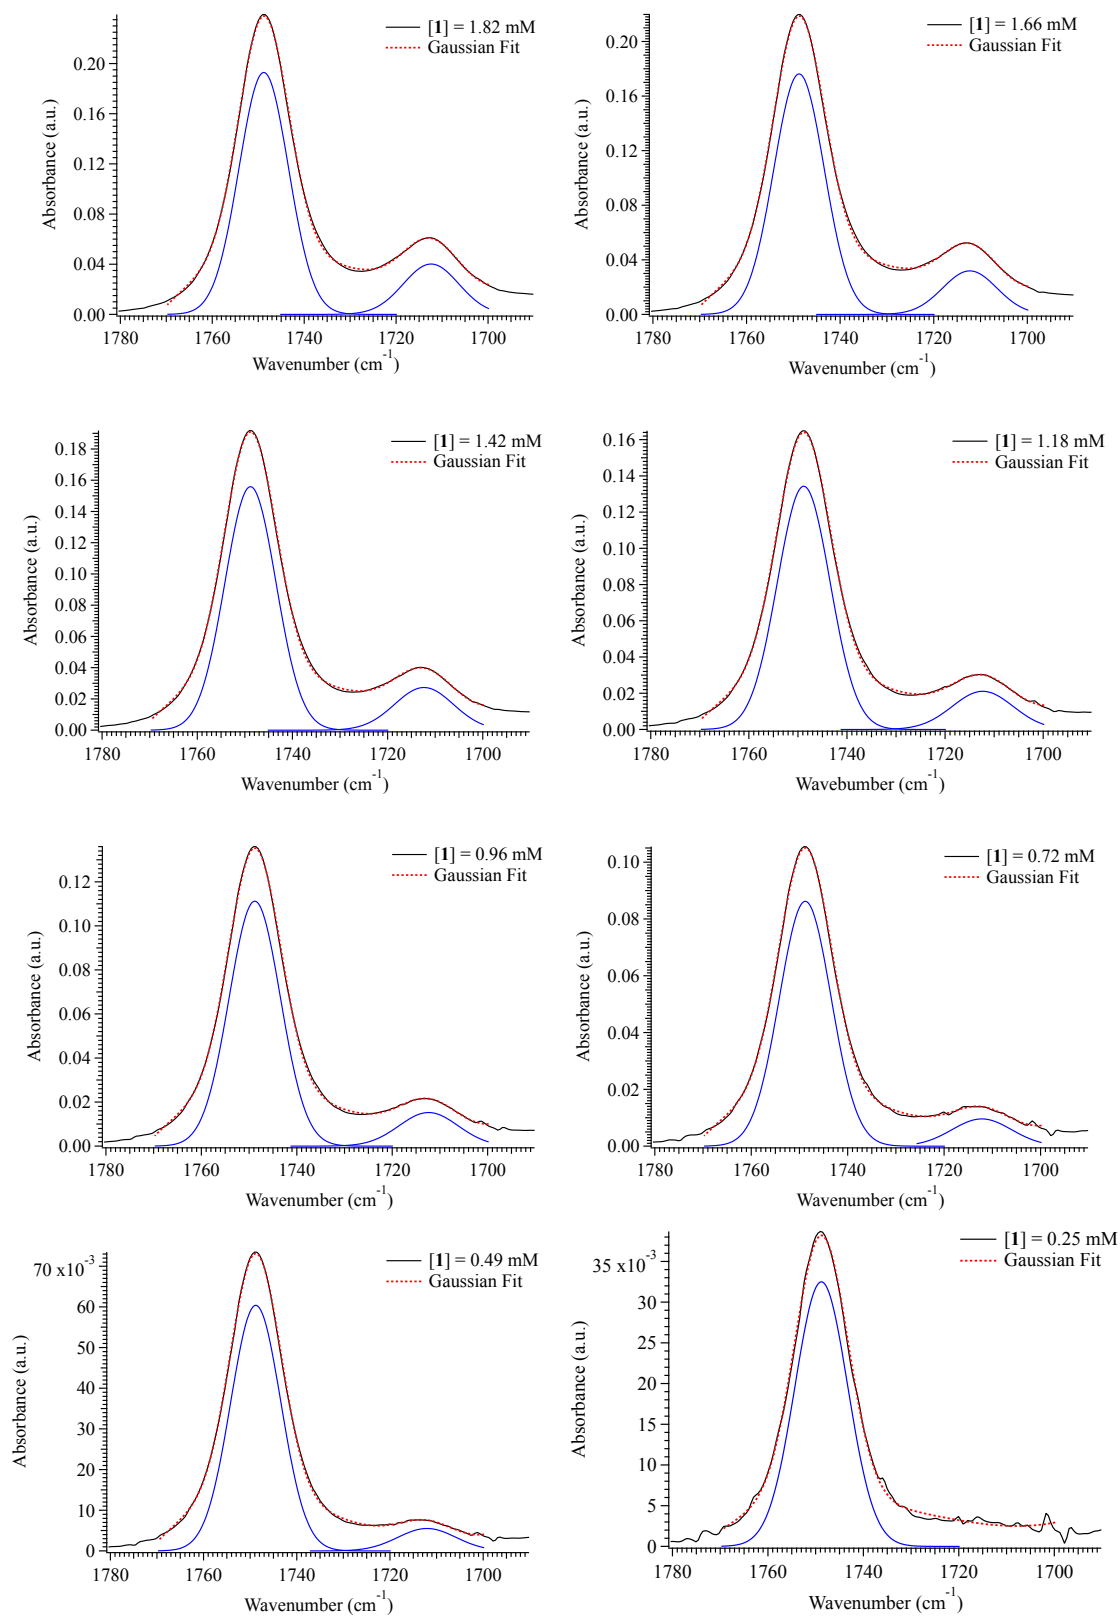 [1] = 1.82 mM
Gaussian Fit
0.20
0.16
0.12
0.08
0.04
0.00
Absorbance (a.u.)
1780 1760 1740 1720 1700
Wavenumber (cm-1)
[1] = 1.66 mM
Gaussian Fit
0.20
0.16
0.12
0.08
0.04
0.00
Absorbance (a.u.)
1780 1760 1740 1720 1700
Wavenumber (cm-1)
[1] = 1.42 mM
Gaussian Fit
0.18
0.16
0.14
0.12
0.10
0.08
0.06
0.04
0.02
0.00
Absorbance (a.u.)
1780 1760 1740 1720 1700
Wavenumber (cm-1)
[1] = 1.18 mM
Gaussian Fit
0.16
0.14
0.12
0.10
0.08
0.06
0.04
0.02
0.00
Absorbance (a.u.)
1780 1760 1740 1720 1700
Wavebumber (cm-1)
[1] = 0.96 mM
Gaussian Fit
0.12
0.10
0.08
0.06
0.04
0.02
0.00
Absorbance (a.u.)
1780 1760 1740 1720 1700
Wavenumber (cm-1)
[1] = 0.72 mM
Gaussian Fit
0.10
0.08
0.06
0.04
0.02
0.00
Absorbance (a.u.)
1780 1760 1740 1720 1700
Wavenumber (cm-1)
[1] = 0.49 mM
Gaussian Fit
70 x10-3
60
50
40
30
20
10
0
Absorbance (a.u.)
1780 1760 1740 1720 1700
Wavenumber (cm-1)
[1] = 0.25 mM
Gaussian Fit
35 x10-3
30
25
20
15
10
5
0
Absorbance (a.u.)
1780 1760 1740 1720 1700
Wavenumber (cm-1)